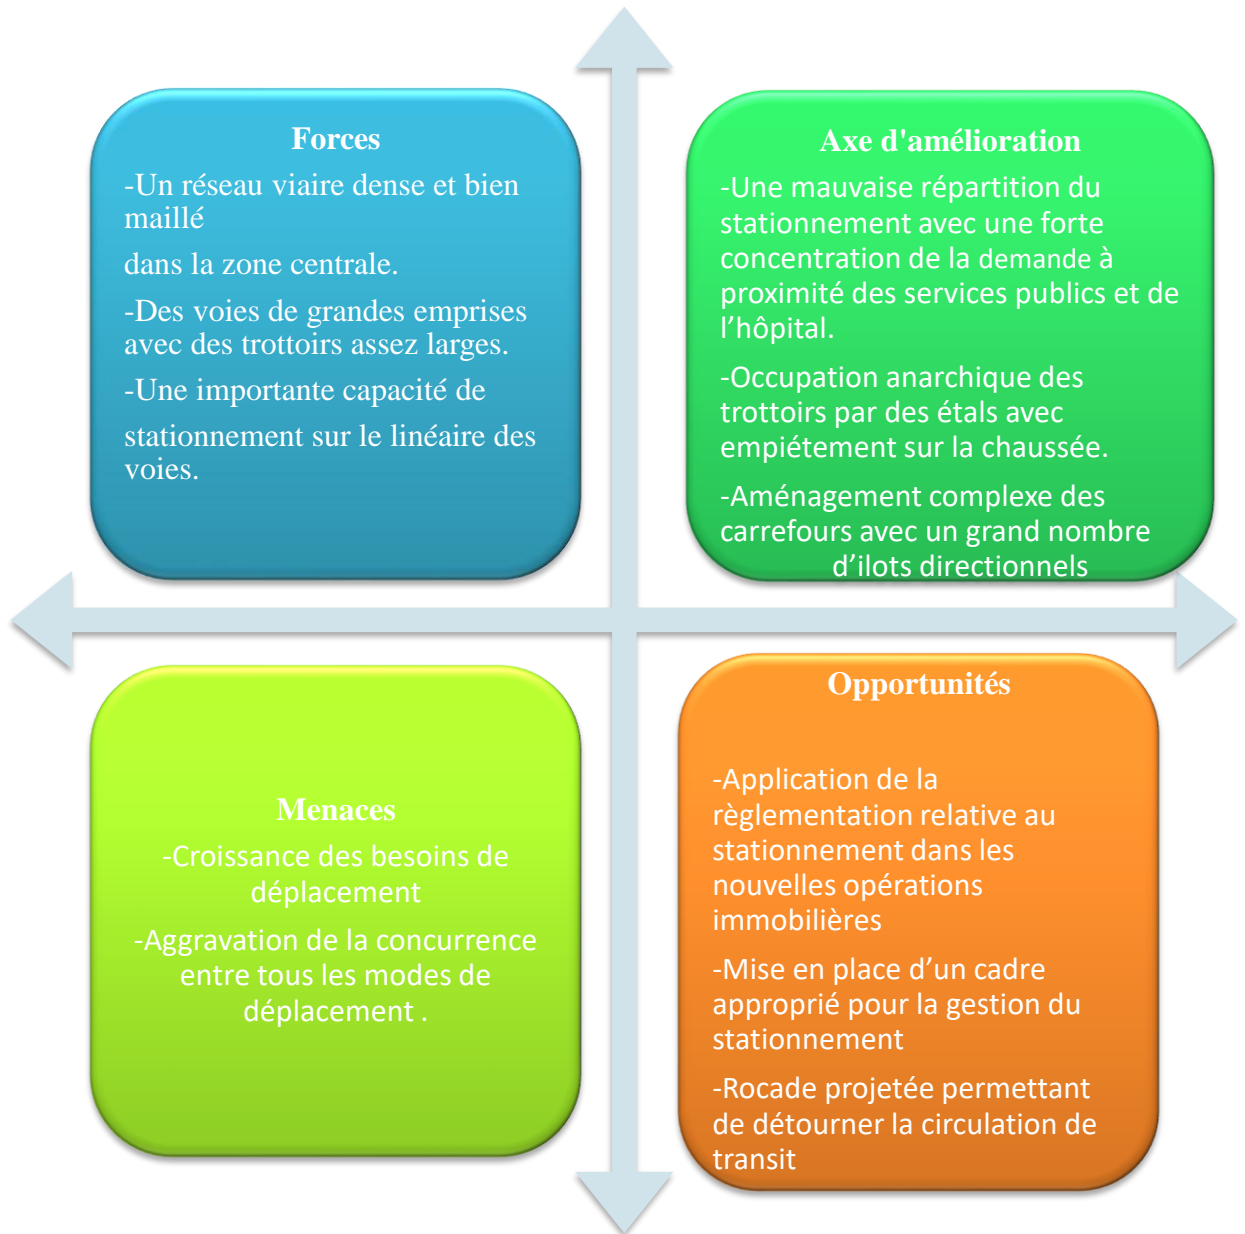 Forces
-Un réseau viaire dense et bien
maillé
dans la zone centrale.
-Des voies de grandes emprises
avec des trottoirs assez larges.
-Une importante capacité de
stationnement sur le linéaire des
voies.
Axe d'amélioration
-Une mauvaise répartition du
stationnement avec une forte
concentration de la demande à
proximité des services publics et de
l’hôpital.
-Occupation anarchique des
trottoirs par des étals avec
empiétement sur la chaussée.
-Aménagement complexe des
carrefours avec un grand nombre
d’ilots directionnels
Menaces
-Croissance des besoins de
déplacement
-Aggravation de la concurrence
entre tous les modes de
déplacement .
Opportunités
-Application de la
règlementation relative au
stationnement dans les
nouvelles opérations
immobilières
-Mise en place d’un cadre
approprié pour la gestion du
stationnement
-Rocade projetée permettant
de détourner la circulation de
transit